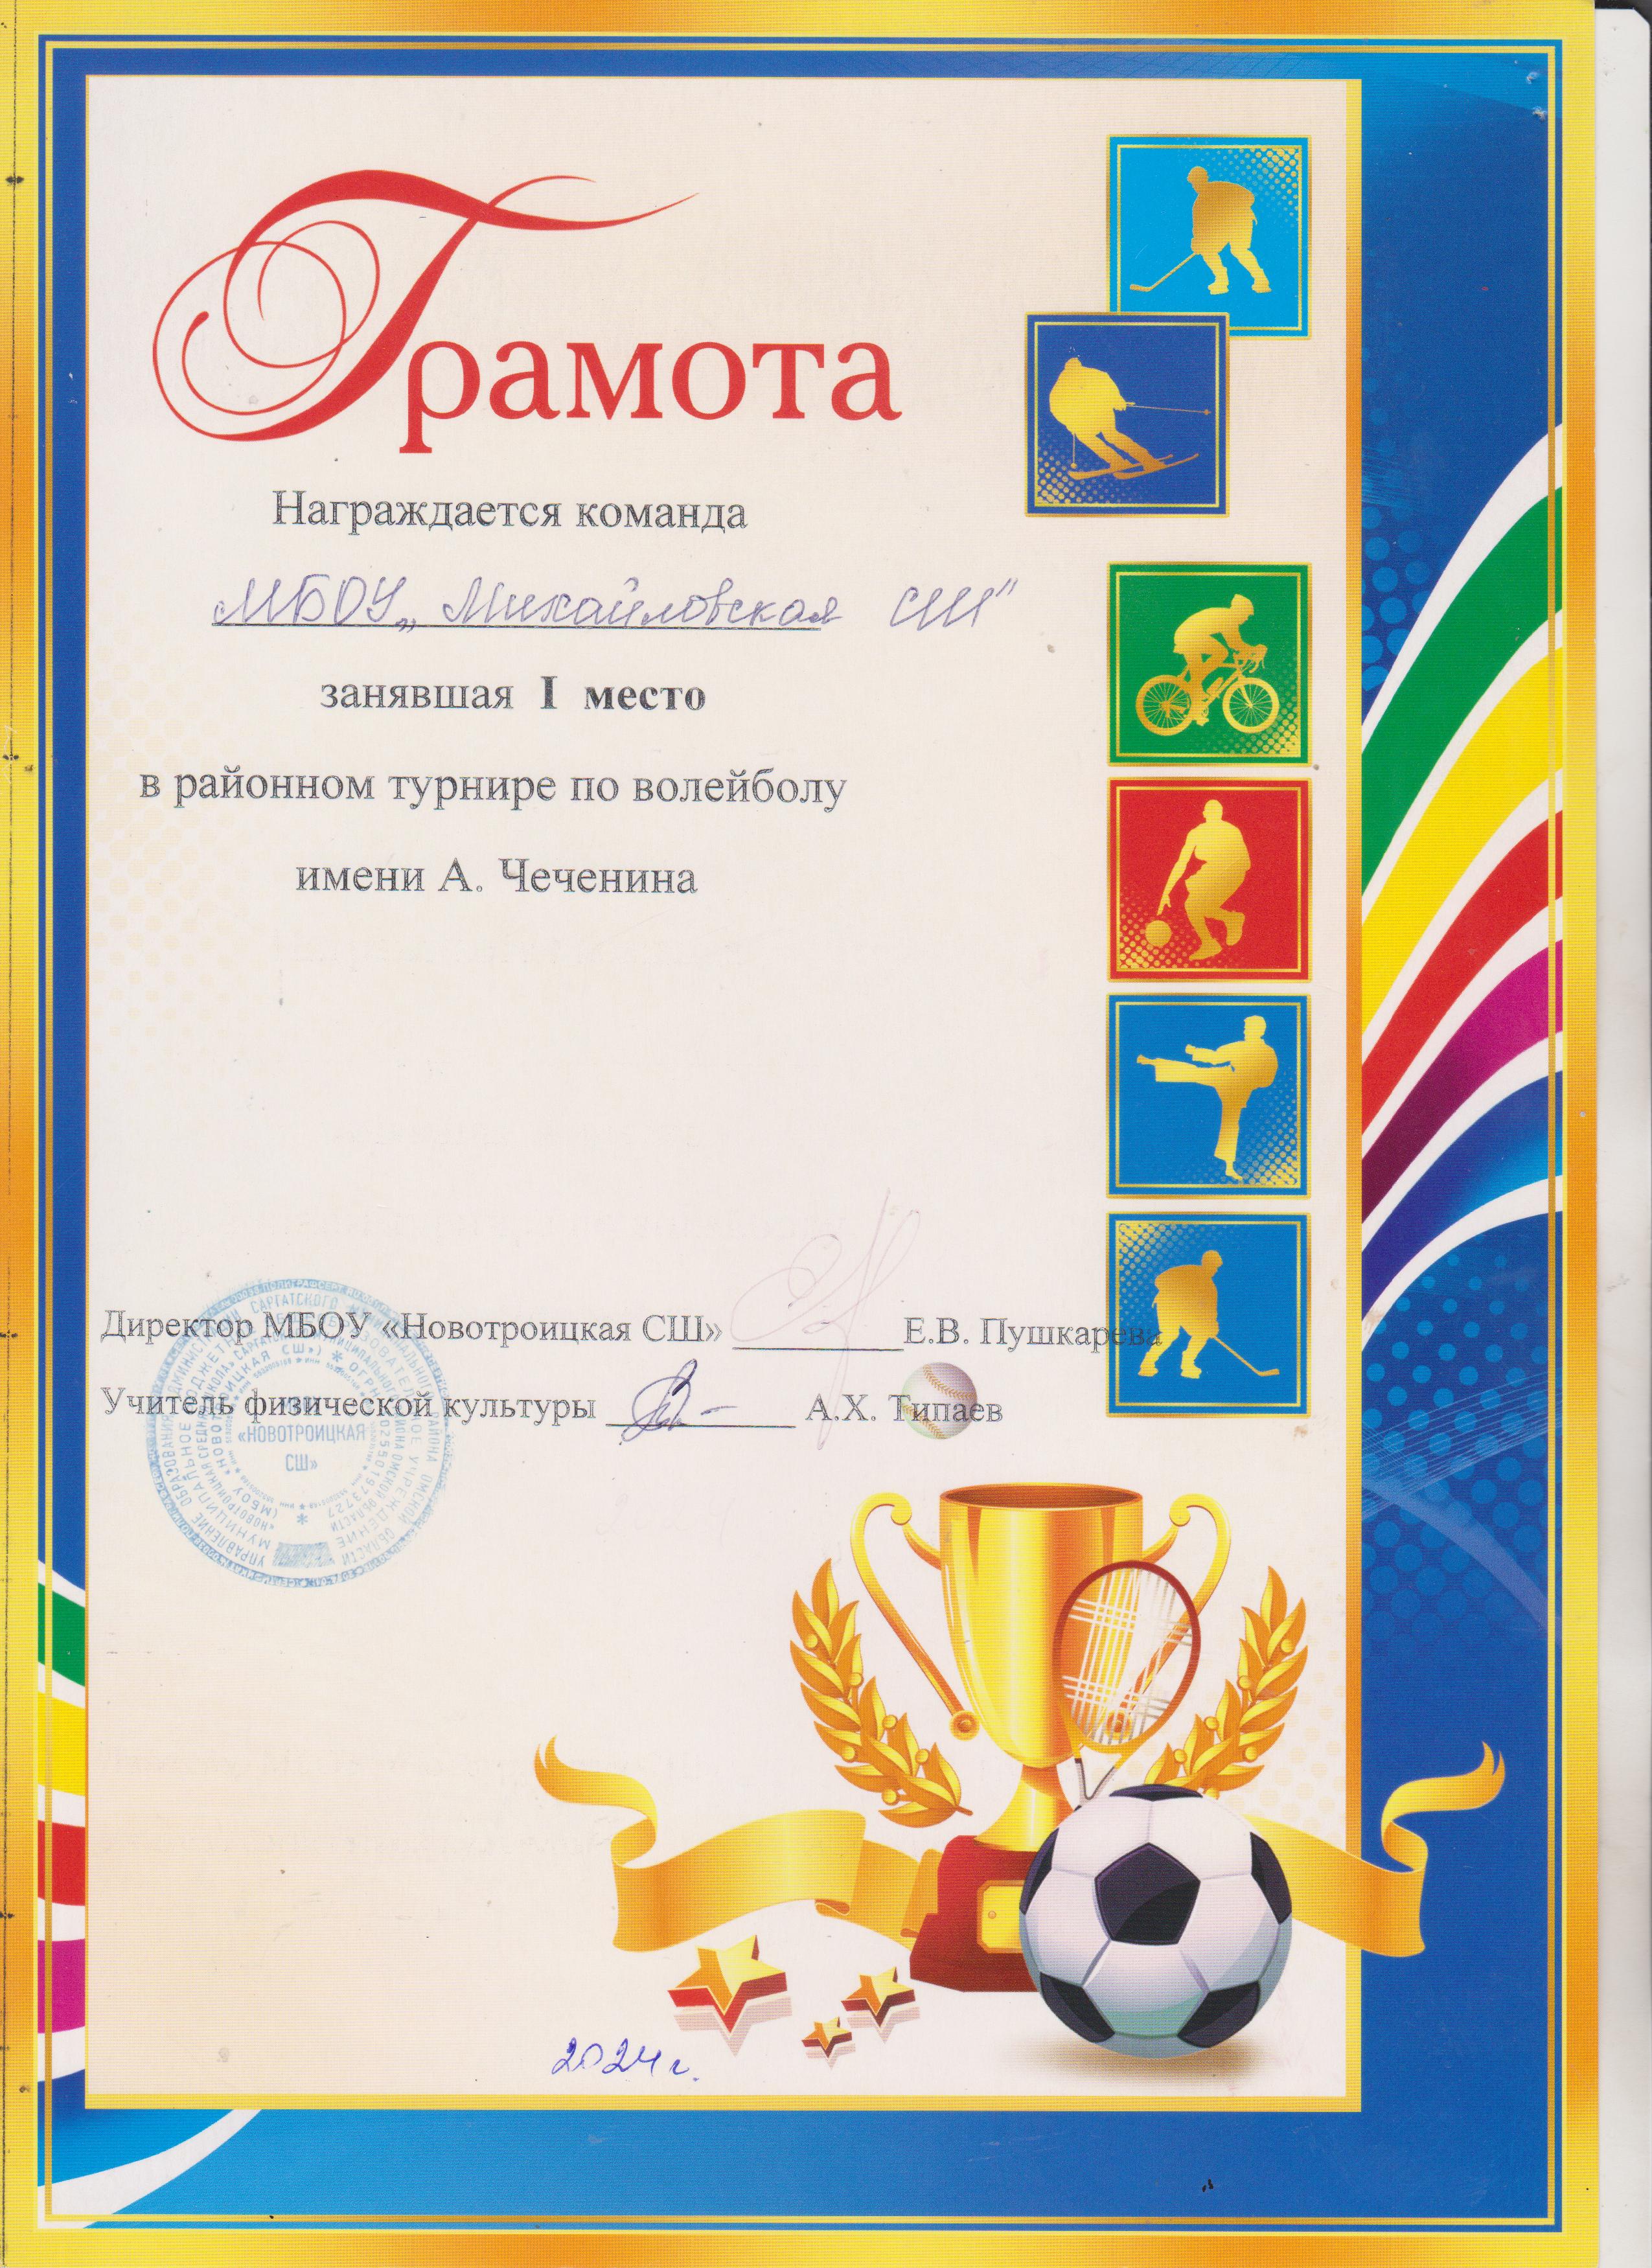 Грамота
Награждается команда
МБОУ „Михайловская СШ"
занявшая I место
в районном турнире по волейболу
имени А. Чеченина
Директор МБОУ «Новотроицкая СШ» Е.В. Пушкарева
Учитель физической культуры А.Х. Типаев
«НОВОТРОИЦКАЯ
СШ»
2024 г.